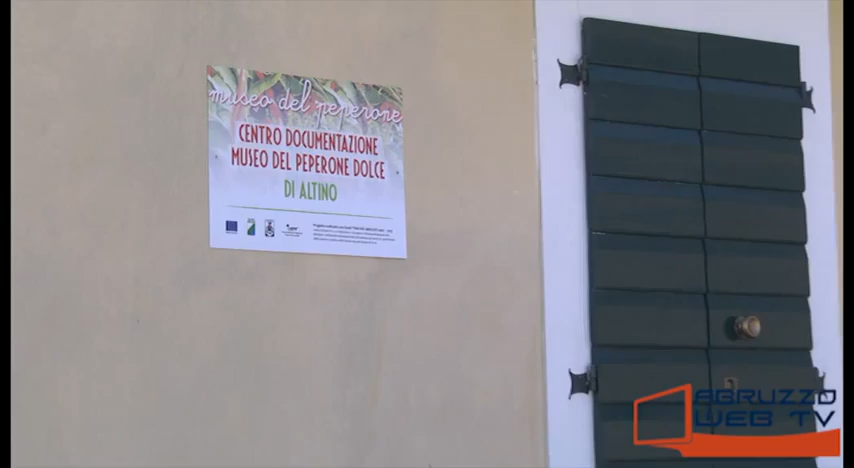 museo del peperone
CENTRO DOCUMENTAZIONE
MUSEO DEL PEPERONE DOLCE
DI ALTINO
ABRUZZO
WEB TV